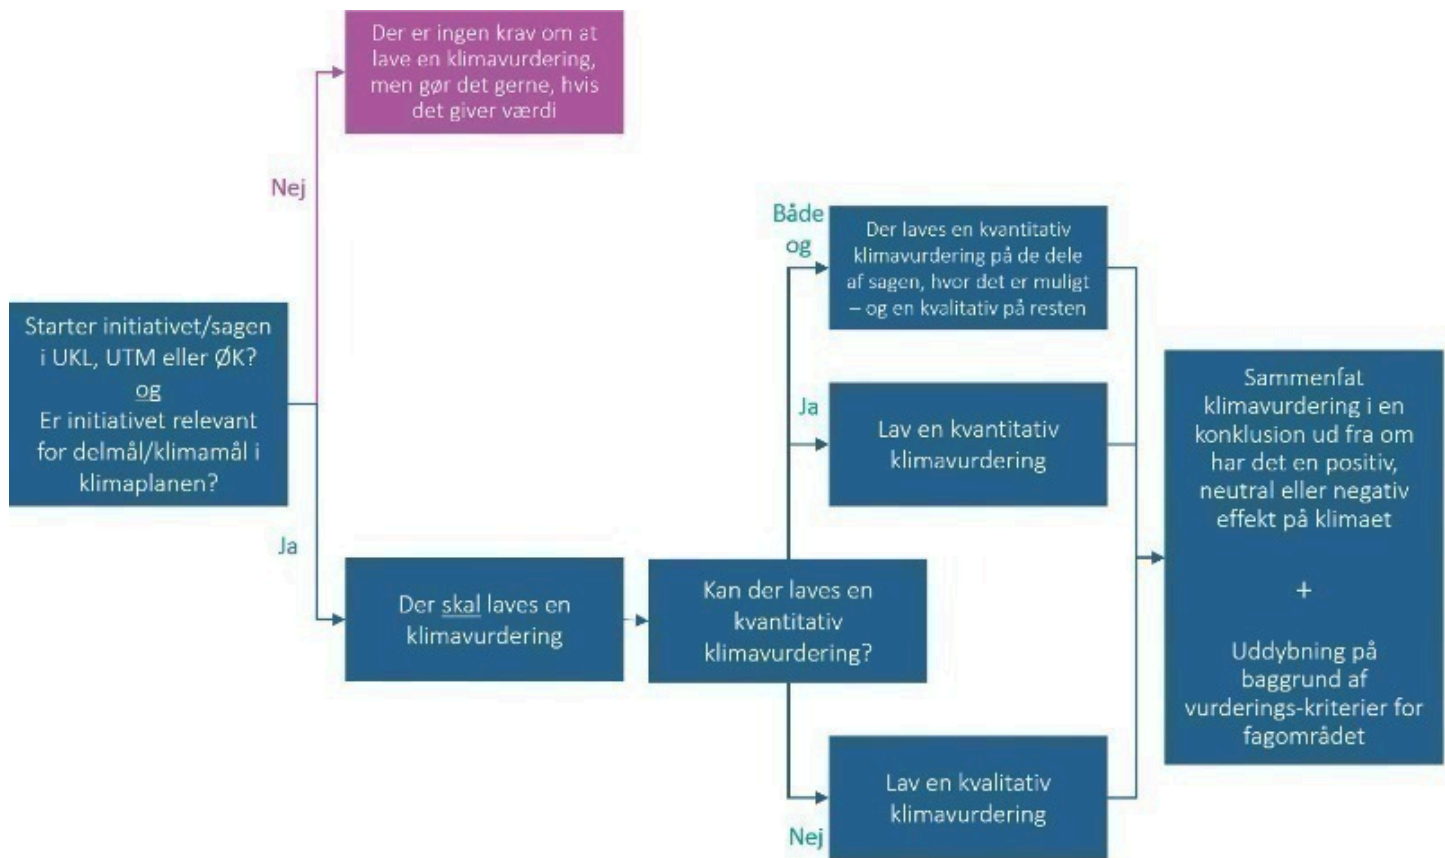 Der er ingen krav om at
lave en klimavurdering,
men gør det gerne, hvis
det giver værdi
Nej
Starter initiativet/sagen
i UKL, UTM eller ØK?
og
Er initiativet relevant
for delmål/klimamål i
klimaplanen?
Ja
Der skal laves en
klimavurdering
Kan der laves en
kvantitativ
klimavurdering?
Både
og
Der laves en kvantitativ
klimavurdering på de dele
af sagen, hvor det er muligt
– og en kvalitativ på resten
Ja
Lav en kvantitativ
klimavurdering
Nej
Lav en kvalitativ
klimavurdering
Sammenfat
klimavurdering i en
konklusion ud fra om
har det en positiv,
neutral eller negativ
effekt på klimaet
+
Uddybning på
baggrund af
vurderings-kriterier for
fagområdet